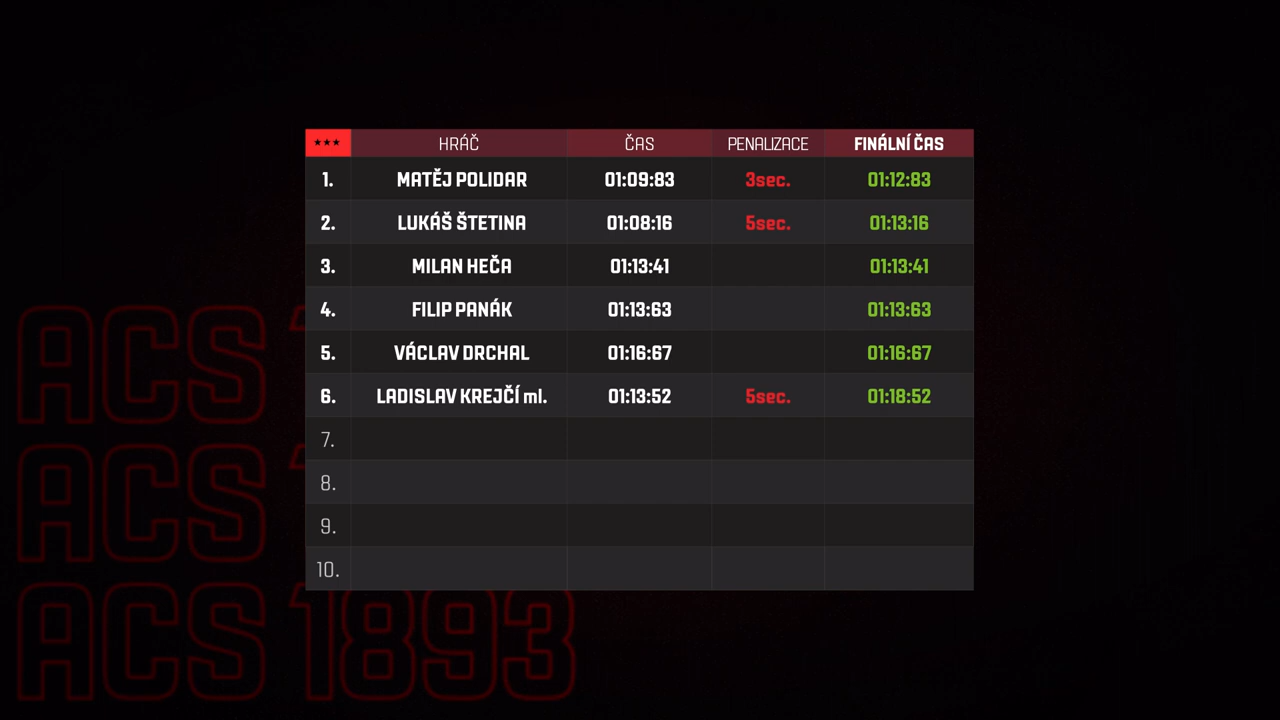 *** HRÁČ ČAS PENALIZACE FINÁLNÍ ČAS
1. MATĚJ POLIDAR 01:09:83 3sec. 01:12:83
2. LUKÁŠ ŠTETINA 01:08:16 5sec. 01:13:16
3. MILAN HEČA 01:13:41 01:13:41
4. FILIP PANÁK 01:13:63 01:13:63
5. VÁCLAV DRCHAL 01:16:67 01:16:67
6. LADISLAV KREJČÍ ml. 01:13:52 5sec. 01:18:52
7.
8.
9.
10.
ACS 1
ACS 1
ACS 1893